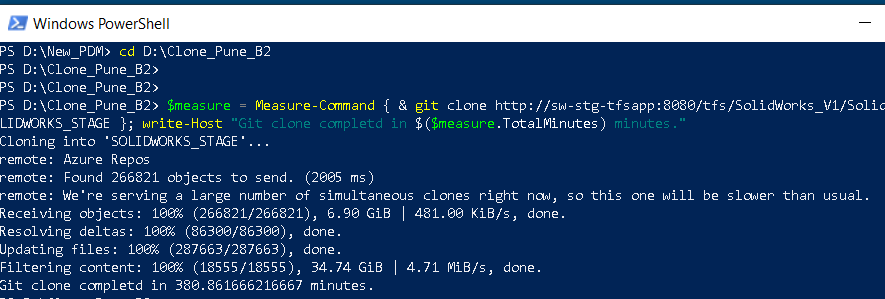 Windows PowerShell
PS D:\New_PDM> cd D:\Clone_Pune_B2
PS D:\Clone_Pune_B2>
PS D:\Clone_Pune_B2>
PS D:\Clone_Pune_B2> $measure = Measure-Command { & git clone http://sw-stg-tfsapp:8080/tfs/SolidWorks_V1/Solid
LIDWORKS_STAGE }; write-Host "Git clone completd in $($measure.TotalMinutes) minutes."
Cloning into 'SOLIDWORKS_STAGE'...
remote: Azure Repos
remote: Found 266821 objects to send. (2005 ms)
remote: We're serving a large number of simultaneous clones right now, so this one will be slower than usual.
Receiving objects: 100% (266821/266821), 6.90 GiB | 481.00 KiB/s, done.
Resolving deltas: 100% (86300/86300), done.
Updating files: 100% (287663/287663), done.
Filtering content: 100% (18555/18555), 34.74 GiB | 4.71 MiB/s, done.
Git clone completd in 380.861666216667 minutes.